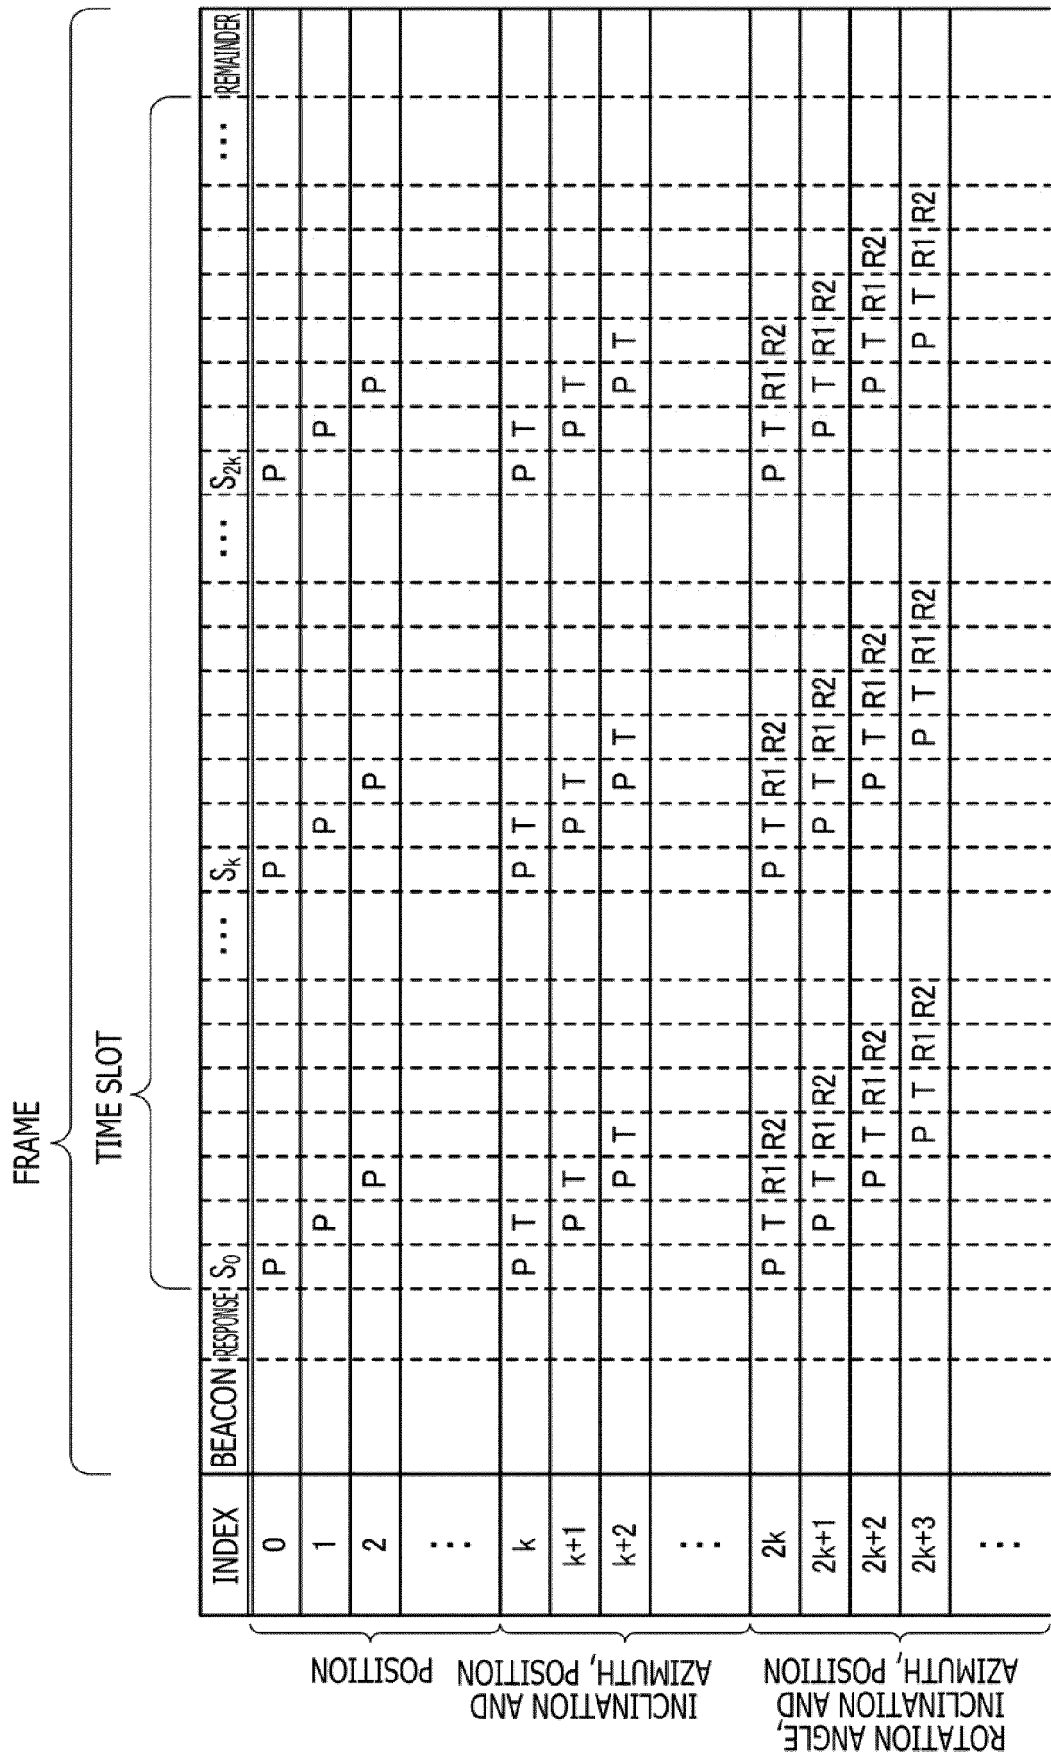 FRAME
TIME SLOT
INDEX BEACON RESPONSE S0 ... Sk ... S2k ... REMAINDER
0 P P P
1 P P P
2 P P P
...
k P T P T P T
k+1 P T P T P T
k+2 P T P T P T
...
2k P T R1 R2 P T R1 R2 P T R1 R2
2k+1 P T R1 R2 P T R1 R2 P T R1 R2
2k+2 P T R1 R2 P T R1 R2 P T R1 R2
2k+3 P T R1 R2 P T R1 R2 P T R1 R2
...
POSITION
INCLINATION AND
AZIMUTH, POSITION
ROTATION ANGLE,
INCLINATION AND
AZIMUTH, POSITION